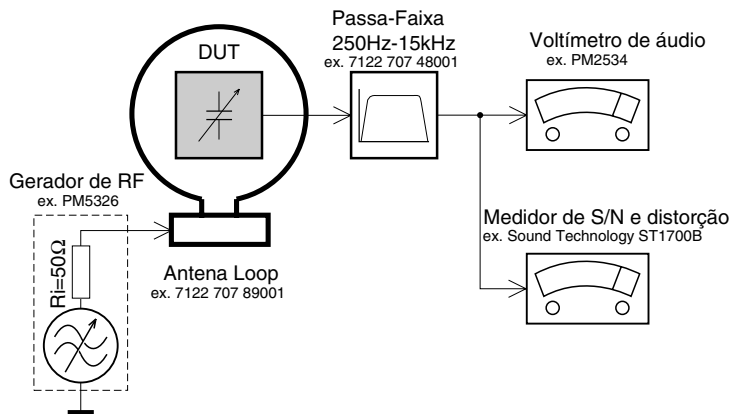 DUT
Passa-Faixa
250Hz-15kHz
ex. 7122 707 48001
Voltímetro de áudio
ex. PM2534
Gerador de RF
ex. PM5326
Ri=50Ω
Antena Loop
ex. 7122 707 89001
Medidor de S/N e distorção
ex. Sound Technology ST1700B